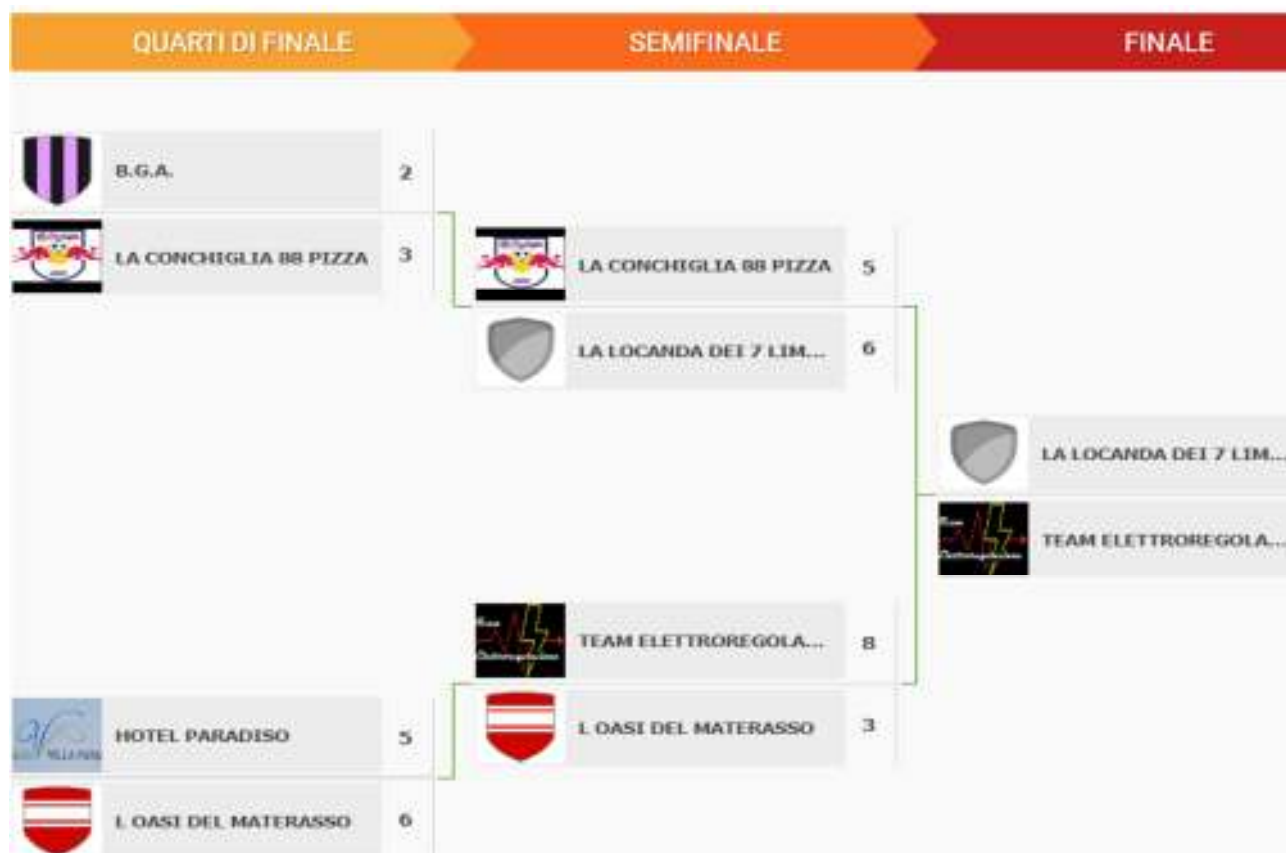 QUARTI DI FINALE
SEMIFINALE
FINALE
B.G.A.
2
LA CONCHIGLIA 88 PIZZA
3
LA CONCHIGLIA 88 PIZZA
5
LA LOCANDA DEI 7 LIM...
6
LA LOCANDA DEI 7 LIM...
TEAM ELETTROREGOLA...
TEAM ELETTROREGOLA...
8
L OASI DEL MATERASSO
3
HOTEL PARADISO
5
L OASI DEL MATERASSO
6